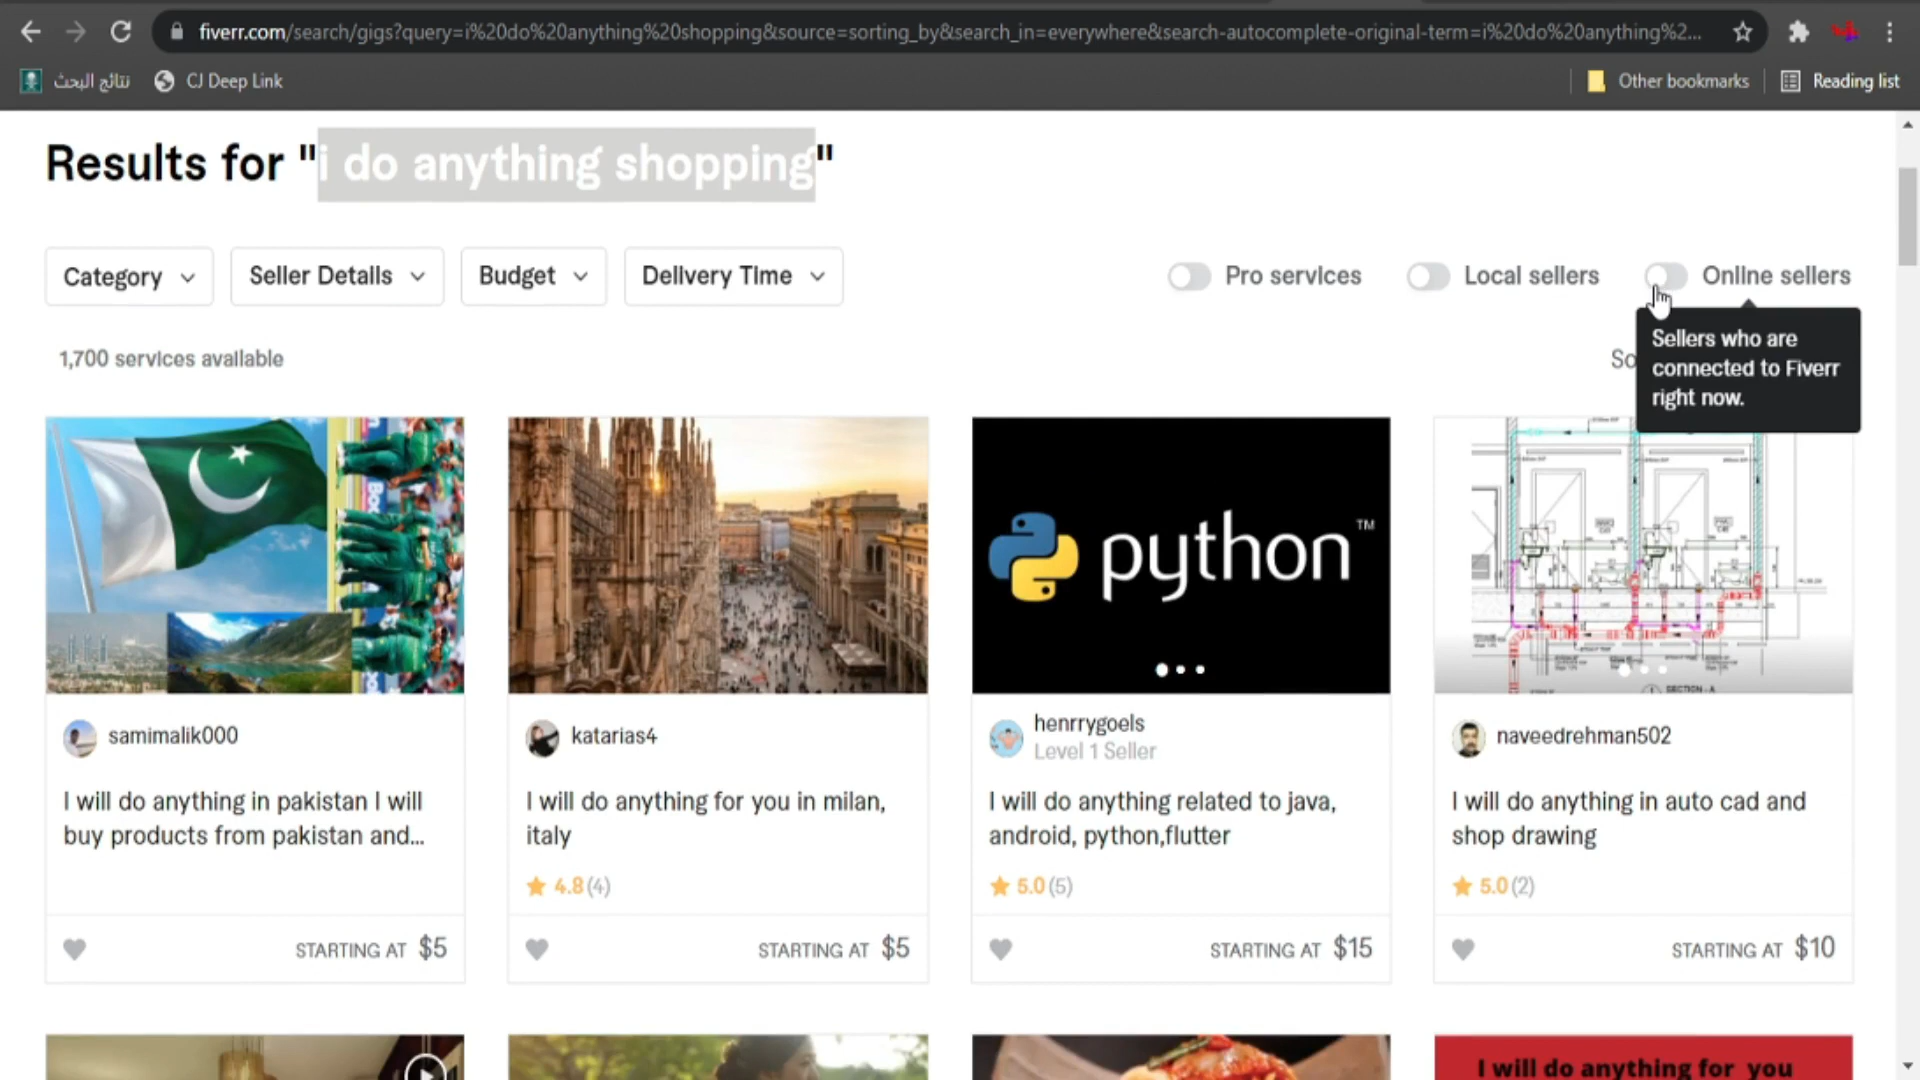 fiverr.com/search/gigs?query=i%20do%20anything%20shopping&source=sorting_by&search_in=everywhere&search-autocomplete-original-term=i%20do%20anything%2...
نتائج البحث
CJ Deep Link
Other bookmarks
Reading list
Results for "i do anything shopping"
Category
Seller Details
Budget
Delivery Time
Pro services
Local sellers
Online sellers
1,700 services available
So
Sellers who are
connected to Fiverr
right now.
python™
SECTION - A
samimalik000
I will do anything in pakistan I will
buy products from pakistan and...
STARTING AT $5
katarias4
I will do anything for you in milan,
italy
4.8 (4)
STARTING AT $5
henrrygoels
Level 1 Seller
I will do anything related to java,
android, python,flutter
5.0 (5)
STARTING AT $15
naveedrehman502
I will do anything in auto cad and
shop drawing
5.0 (2)
STARTING AT $10
I will do anything for you